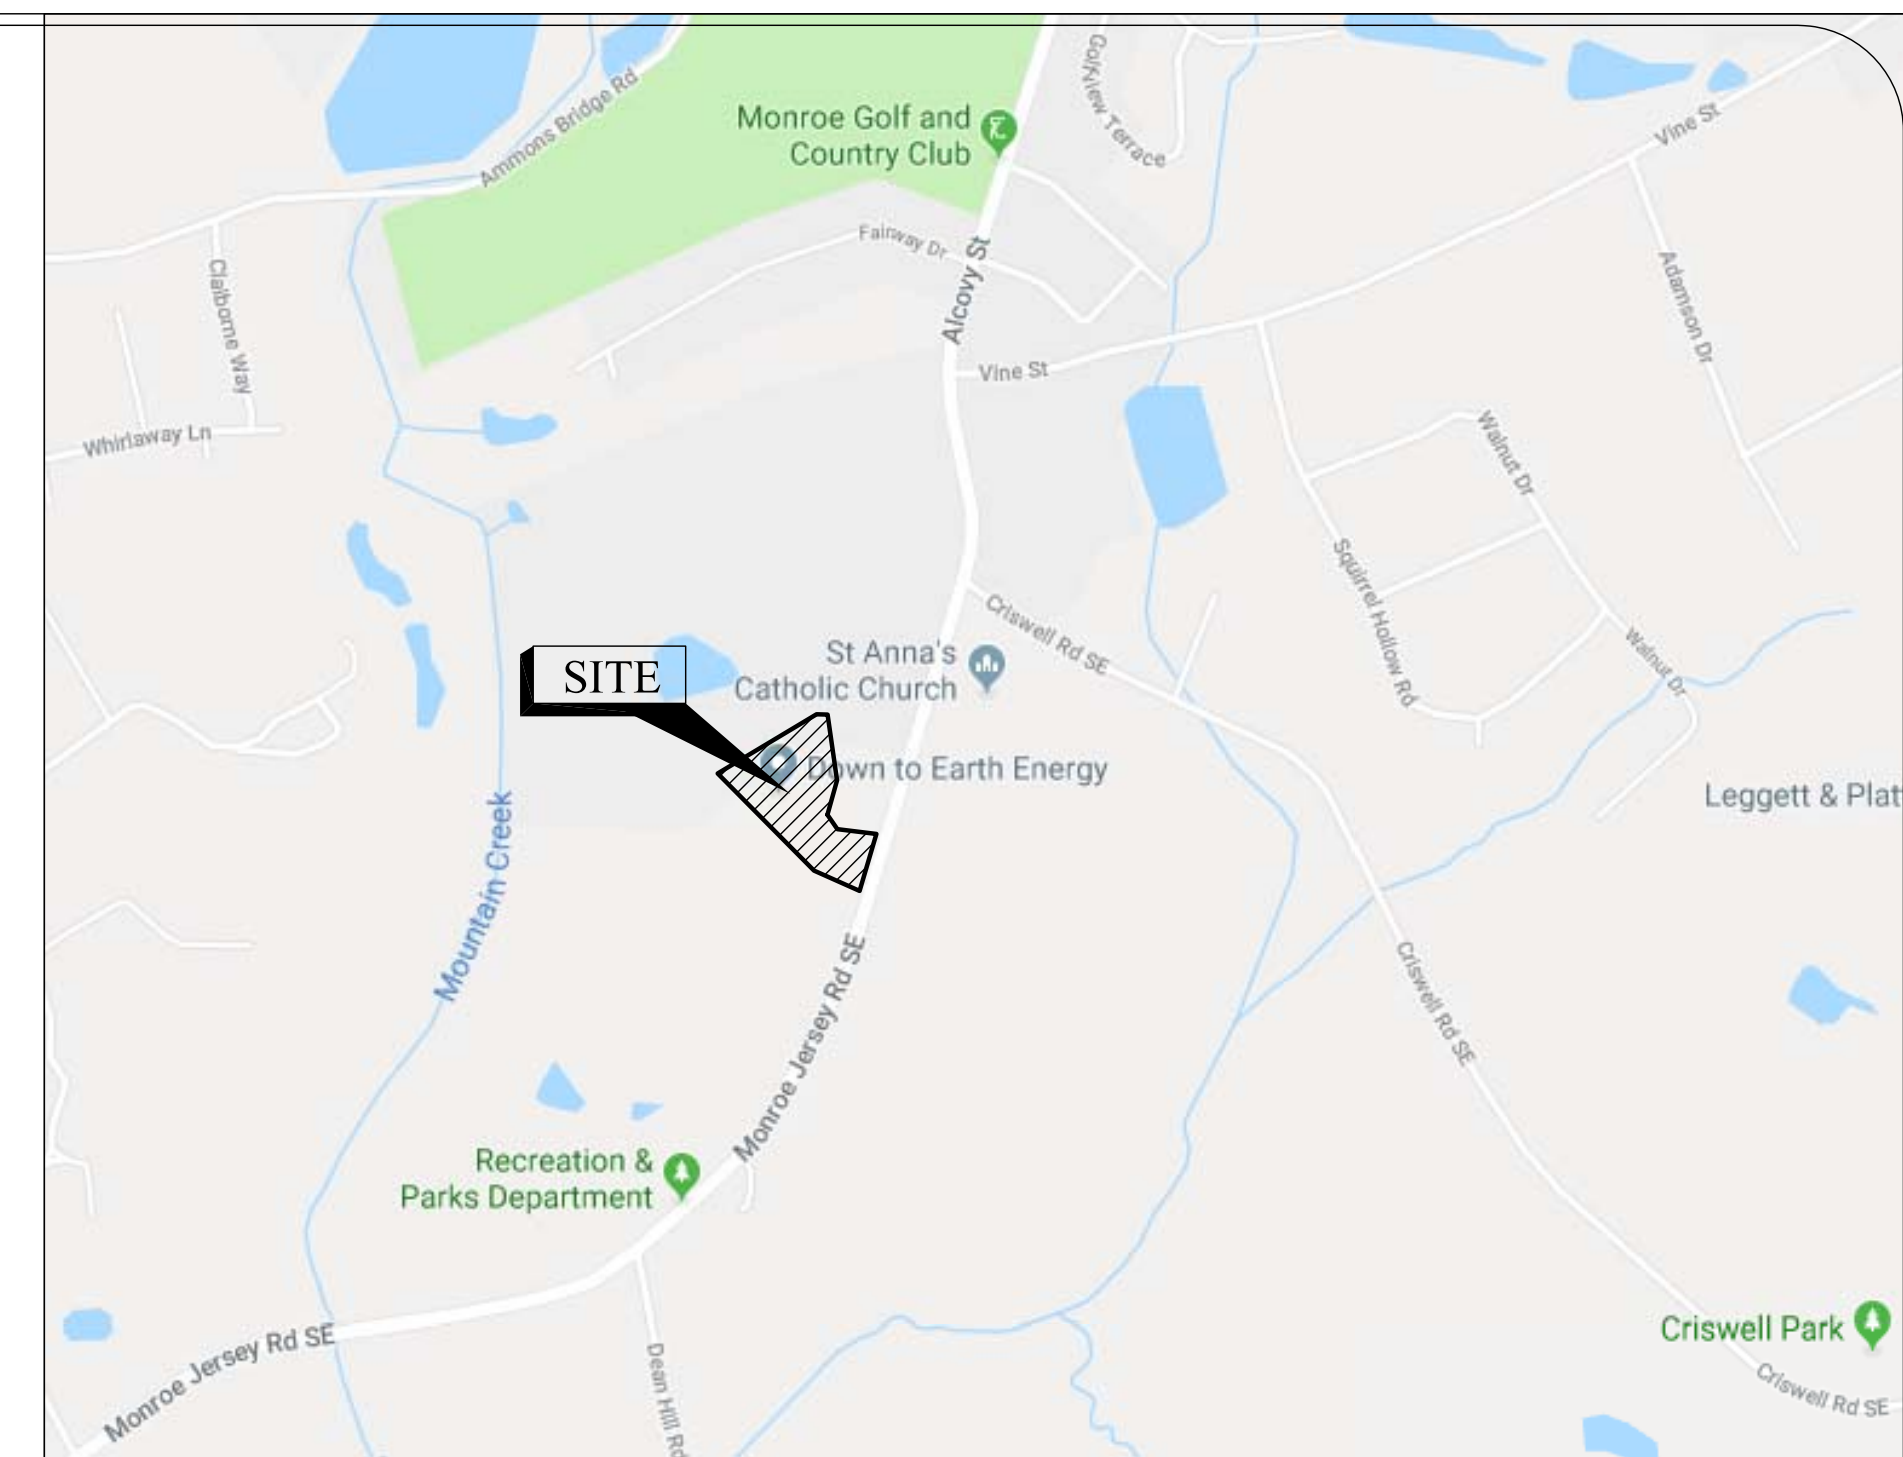 Golfview Terrace
Ammons Bridge Rd
Monroe Golf and
Country Club
Vine St
Fairway Dr
Alcovy St
Claiborne Way
Adamson Dr
Vine St
Whirlaway Ln
Walnut Dr
Squirrel Hollow Rd
Criswell Rd SE
St Anna's
Catholic Church
SITE
Walnut Dr
Down to Earth Energy
Leggett & Plat
Mountain Creek
Monroe Jersey Rd SE
Criswell Rd SE
Recreation &
Parks Department
Criswell Park
Monroe Jersey Rd SE
Dean Hill Rd
Criswell Rd SE